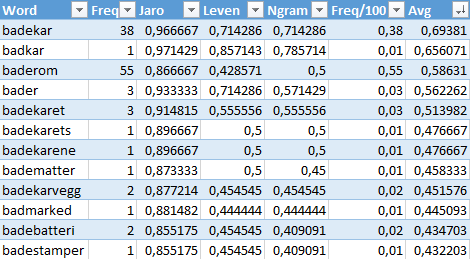 Word Freq Jaro Leven Ngram Freq/100 Avg
badekar 38 0,966667 0,714286 0,714286 0,38 0,69381
badkar 1 0,971429 0,857143 0,785714 0,01 0,656071
baderom 55 0,866667 0,428571 0,5 0,55 0,58631
bader 3 0,933333 0,714286 0,571429 0,03 0,562262
badekaret 3 0,914815 0,555556 0,555556 0,03 0,513982
badekarets 1 0,896667 0,5 0,5 0,01 0,476667
badekarene 1 0,896667 0,5 0,5 0,01 0,476667
badematter 1 0,873333 0,5 0,45 0,01 0,458333
badekarvegg 2 0,877214 0,454545 0,454545 0,02 0,451576
badmarked 1 0,881482 0,444444 0,444444 0,01 0,445093
badebatteri 2 0,855175 0,454545 0,409091 0,02 0,434703
badestamper 1 0,855175 0,454545 0,409091 0,01 0,432203